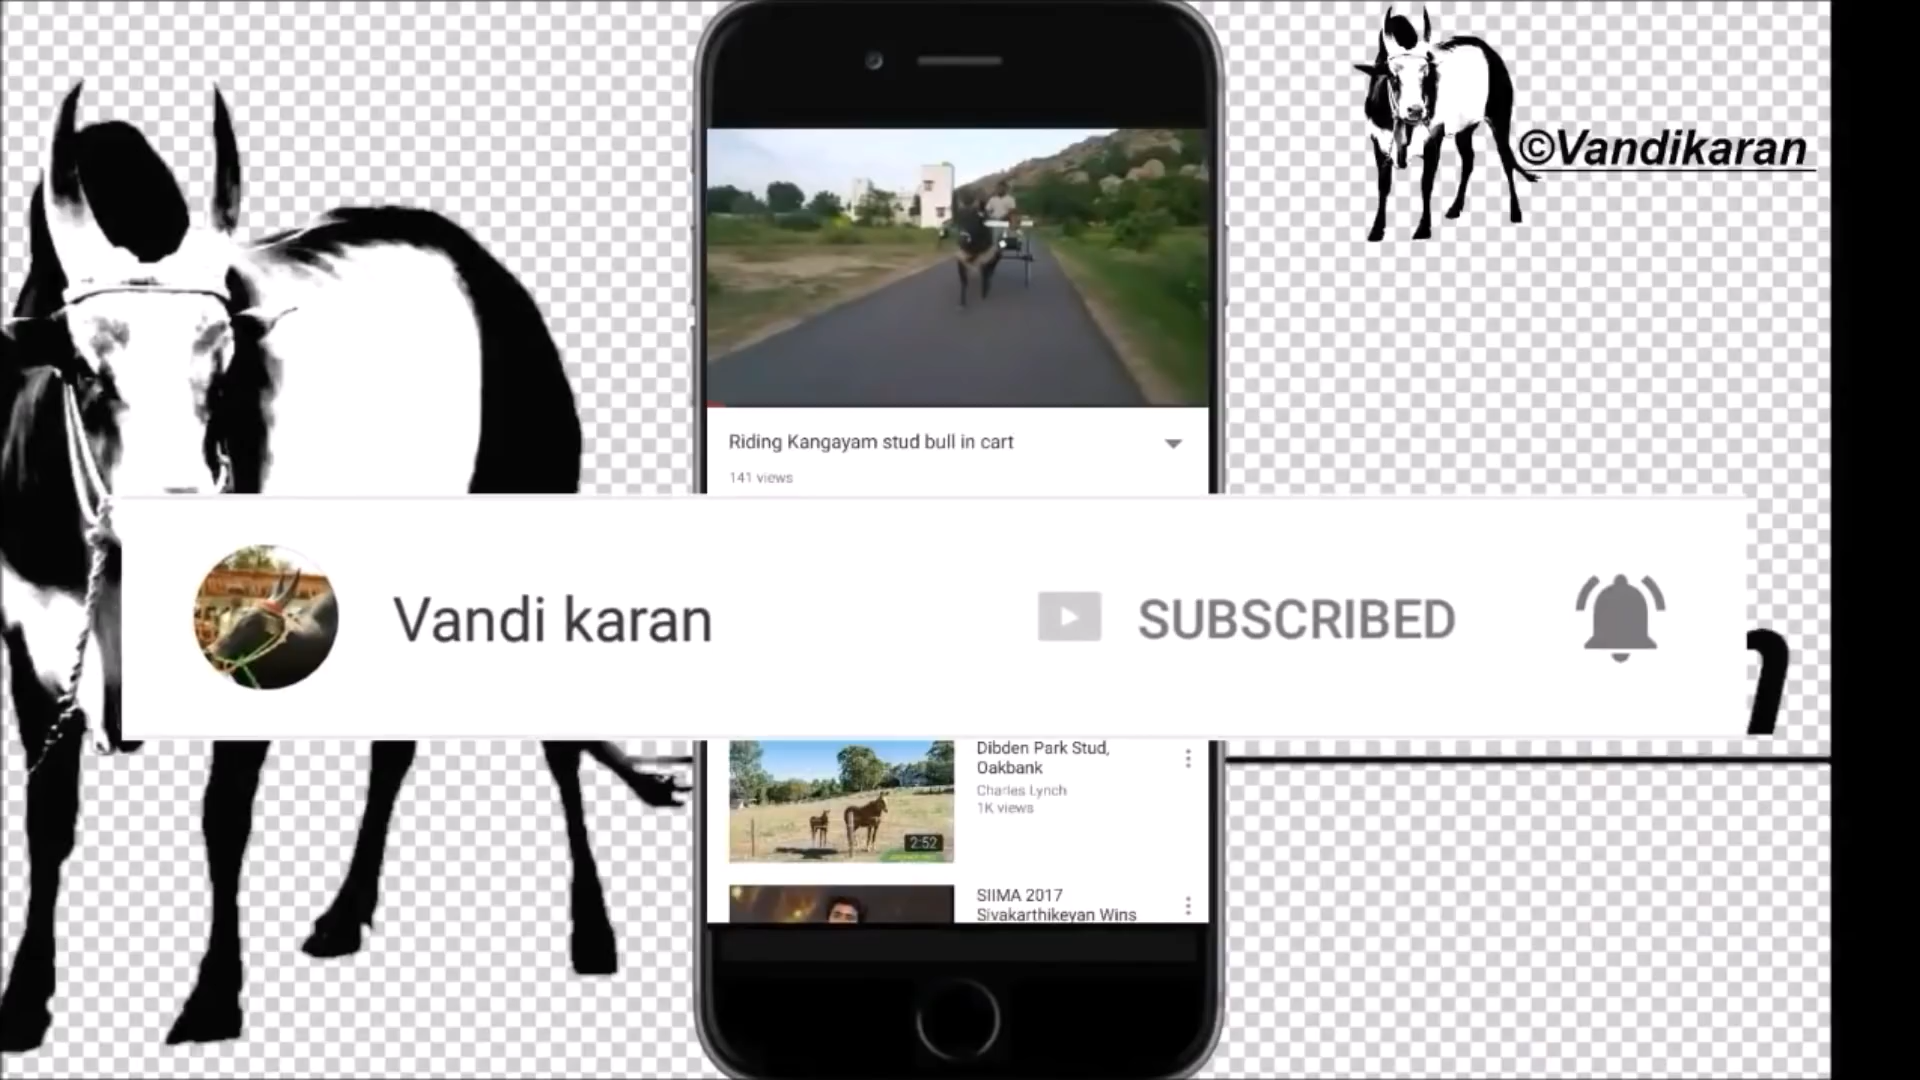 ©Vandikaran
Riding Kangayam stud bull in cart
141 views
Vandi karan
SUBSCRIBED
n
Dibden Park Stud,
Oakbank
Charles Lynch
1K views
2:52
SIIMA 2017
Sivakarthikeyan Wins